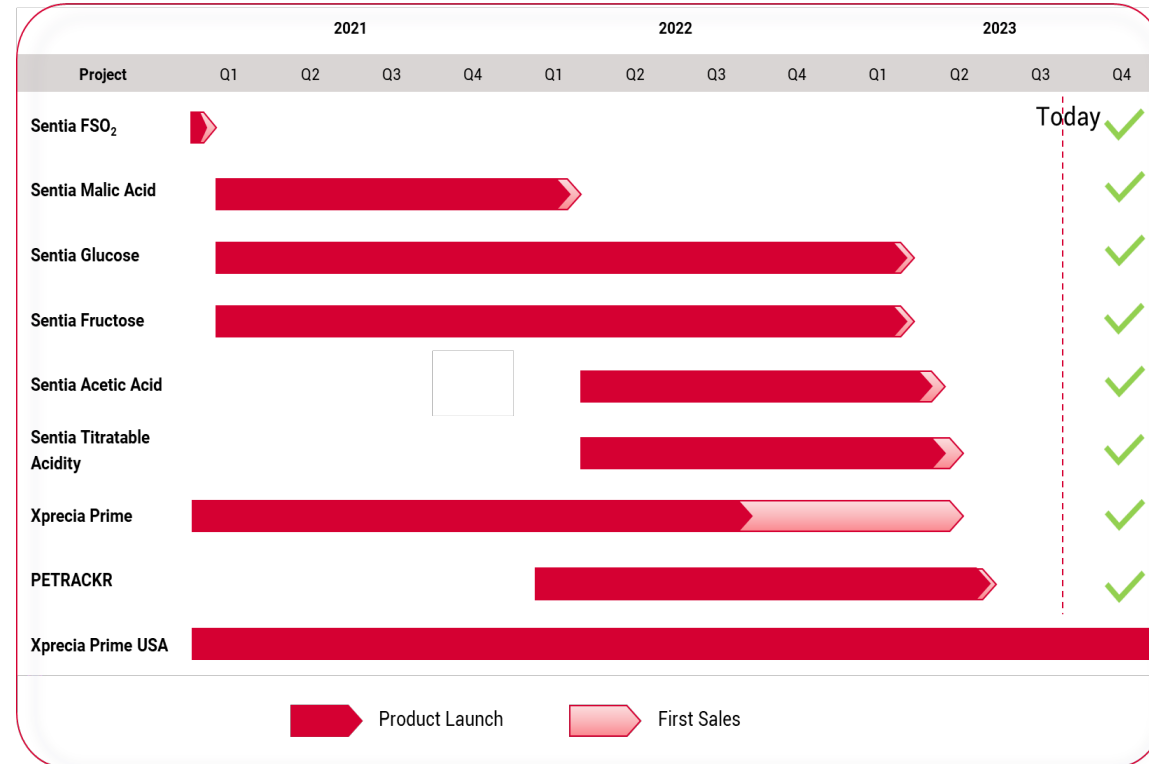 2021 2022 2023
Project Q1 Q2 Q3 Q4 Q1 Q2 Q3 Q4 Q1 Q2 Q3 Q4
Today
Sentia FSO₂
Sentia Malic Acid
Sentia Glucose
Sentia Fructose
Sentia Acetic Acid
Sentia Titratable
Acidity
Xprecia Prime
PETRACKR
Xprecia Prime USA
Product Launch First Sales